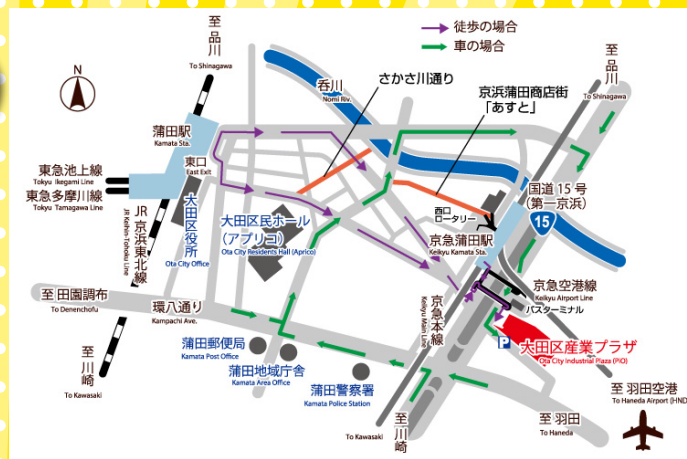 徒歩の場合
車の場合
至品川
To Shinagawa
N
呑川
Nomi Riv.
さかさ川通り
京浜蒲田商店街
「あすと」
至品川
To Shinagawa
蒲田駅
Kamata Sta.
東口
East Exit
東急池上線
Tokyu Ikegami Line
東急多摩川線
Tokyu Tamagawa Line
JR京浜東北線
JR Keihin-Tohoku Line
大田区役所
Ota City Office
大田区民ホール
（アプリコ）
Ota City Residents Hall (Aprico)
西口
ロータリー
京急蒲田駅
Keikyu Kamata Sta.
国道15号
（第一京浜）
15
京急空港線
Keikyu Airport Line
バスターミナル
至田園調布
To Denenchofu
環八通り
Kampachi Ave.
京急本線
Keikyu Main Line
P
大田区産業プラザ
Ota City Industrial Plaza (PiO)
蒲田郵便局
Kamata Post Office
蒲田地域庁舎
Kamata Area Office
蒲田警察署
Kamata Police Station
至川崎
To Kawasaki
至川崎
To Kawasaki
至羽田
To Haneda
至羽田空港
To Haneda Airport (HND)